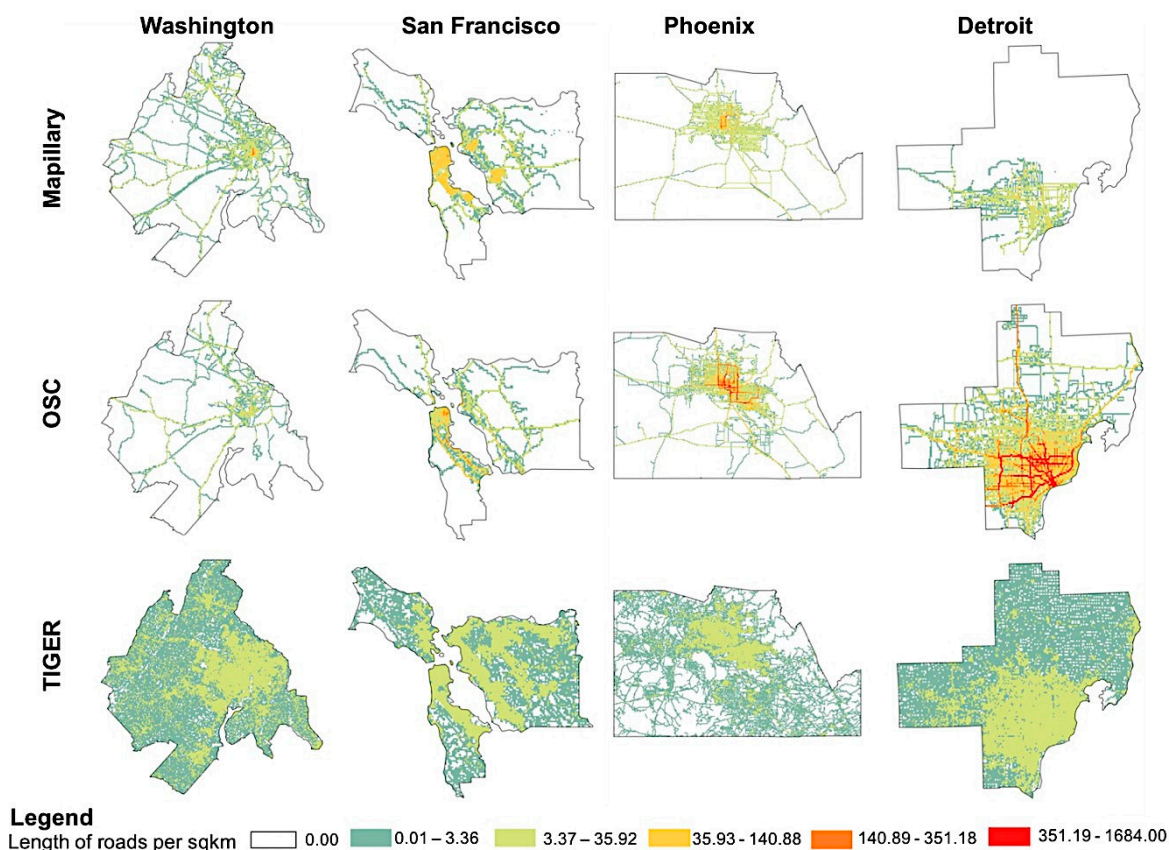 Washington San Francisco Phoenix Detroit
Mapillary
OSC
TIGER
Legend
Length of roads per sqkm 0.00 0.01 – 3.36 3.37 – 35.92 35.93 - 140.88 140.89 - 351.18 351.19 - 1684.00